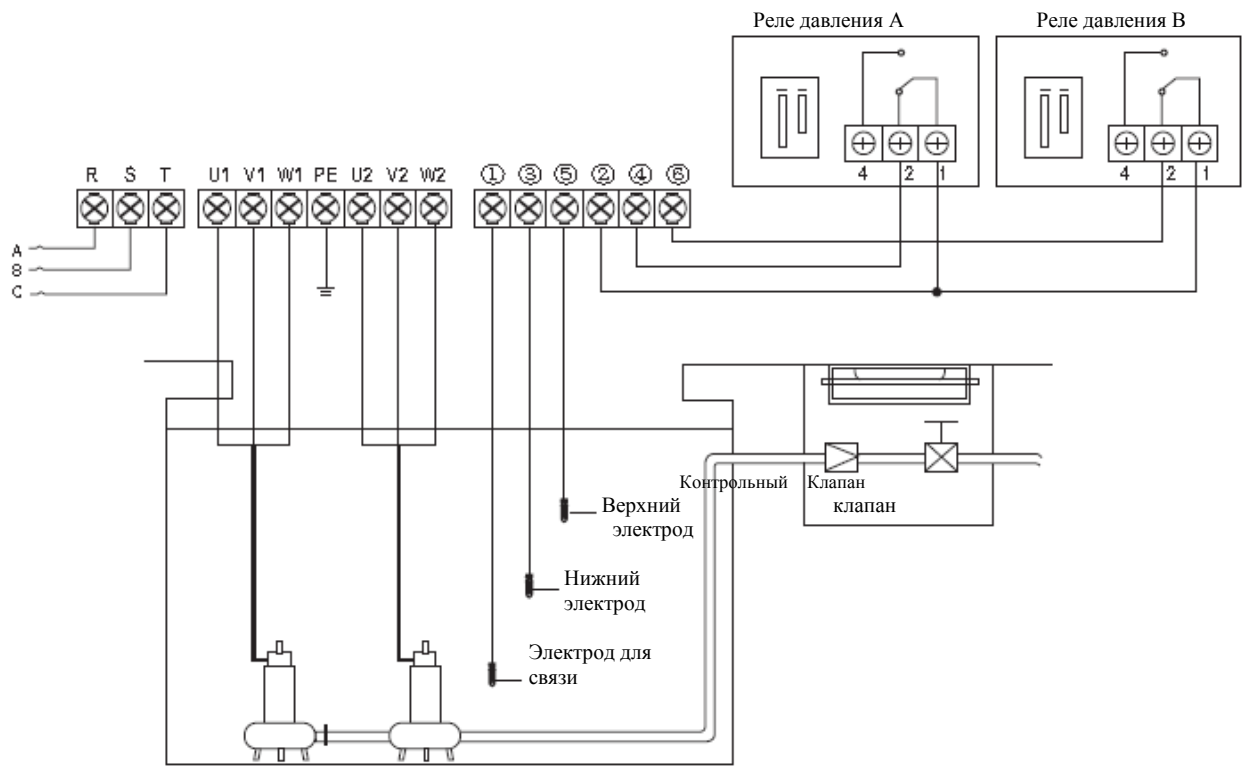 Реле давления А
Реле давления В
4 2 1
4 2 1
R S T
U1 V1 W1 PE U2 V2 W2
① ③ ⑤ ② ④ ⑥
A
B
C
Контрольный Клапан
клапан
Верхний
электрод
Нижний
электрод
Электрод для
связи